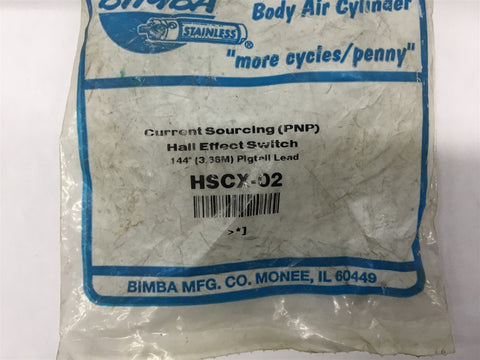 BIMBA
Body Air Cylinder
STAINLESS
®
"more cycles/penny"
Current Sourcing (PNP)
Hall Effect Switch
144" (3.36M) Pigtail Lead
HSCX-02
>*]
BIMBA MFG. CO. MONEE, IL 60449